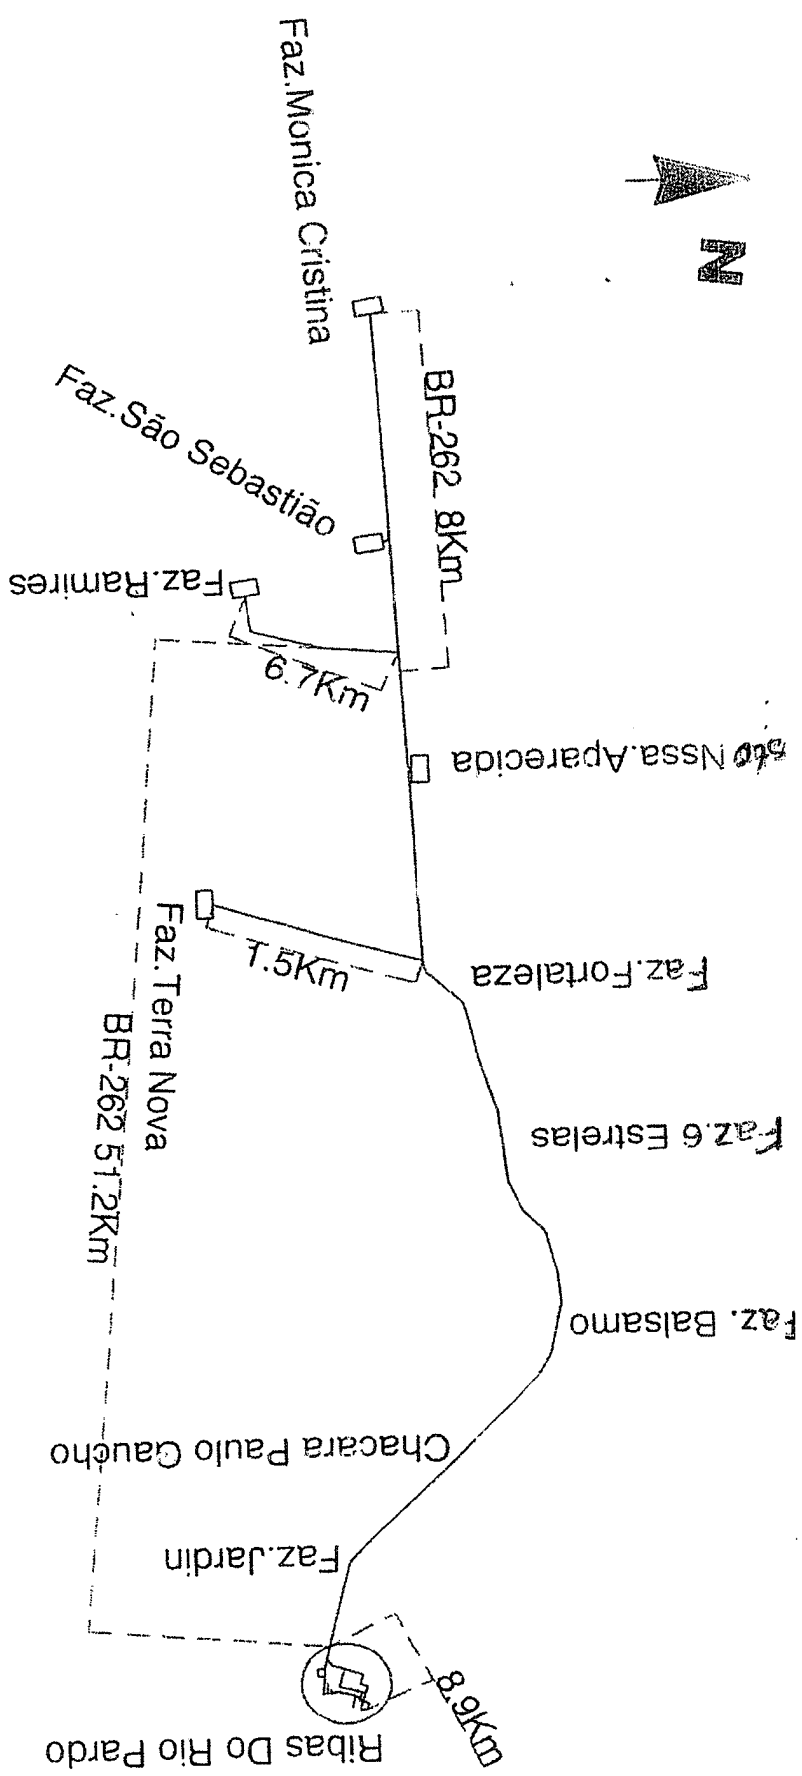 Faz.Monica Cristina
N
BR-262 8Km
Faz.São Sebastião
Faz.Ramires
6.7Km
Nssa.Aparecida
Faz.Terra Nova
1.5Km
Faz.Fortaleza
BR-262 51.2Km
Faz.6 Estrelas
Faz. Balsamo
Chacara Paulo Gaucho
Faz.Jardin
8.9Km
Ribas Do Rio Pardo